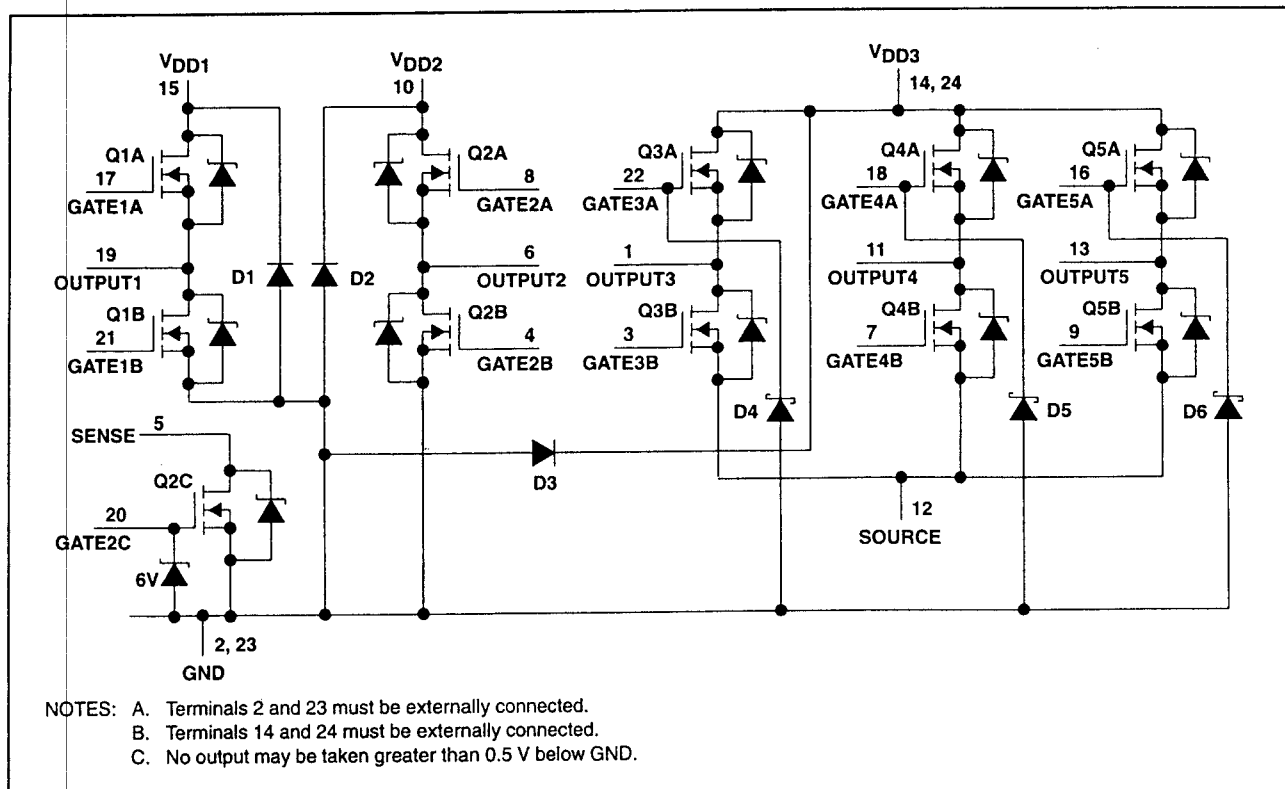 VDD1
15
VDD2
10
VDD3
14, 24
Q1A
17
GATE1A
Q2A
8
GATE2A
Q3A
22
GATE3A
Q4A
18
GATE4A
Q5A
16
GATE5A
19
OUTPUT1
D1
D2
6
OUTPUT2
1
OUTPUT3
11
OUTPUT4
13
OUTPUT5
Q1B
21
GATE1B
Q2B
4
GATE2B
Q3B
3
GATE3B
Q4B
7
GATE4B
Q5B
9
GATE5B
D4
D5
D6
SENSE
5
D3
Q2C
20
GATE2C
6V
12
SOURCE
2, 23
GND
NOTES: A. Terminals 2 and 23 must be externally connected.
B. Terminals 14 and 24 must be externally connected.
C. No output may be taken greater than 0.5 V below GND.